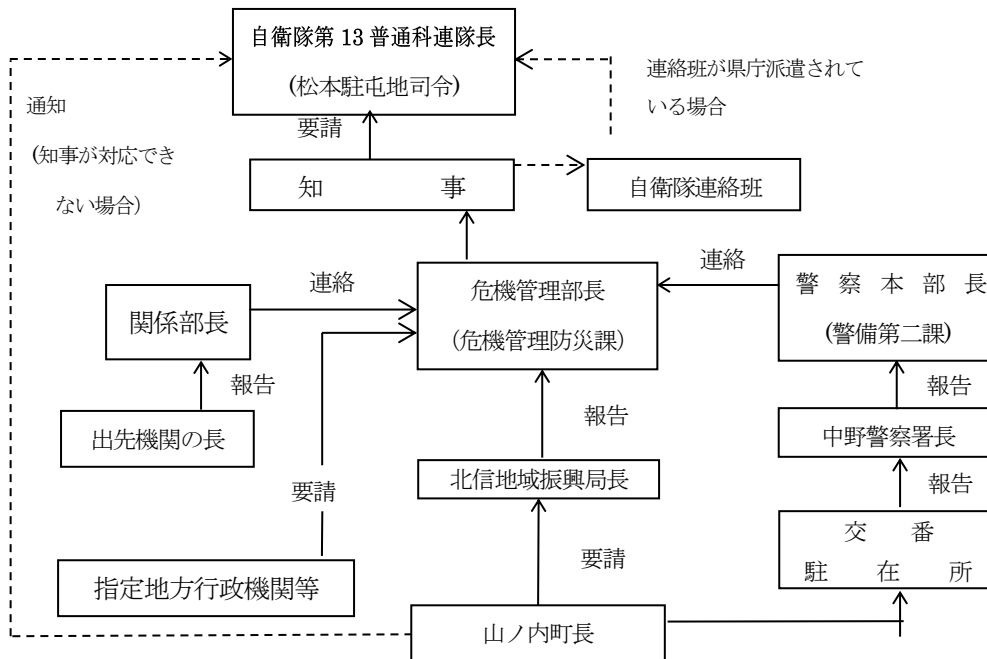 自衛隊第 13 普通科連隊長
(松本駐屯地司令)
連絡班が県庁派遣されて
いる場合
通知
(知事が対応でき
ない場合)
要請
知 事
自衛隊連絡班
連絡
危機管理部長
(危機管理防災課)
連絡
警 察 本 部 長
(警備第二課)
関係部長
報告
報告
報告
出先機関の長
中野警察署長
北信地域振興局長
報告
要請
交 番
駐 在 所
要請
指定地方行政機関等
山ノ内町長